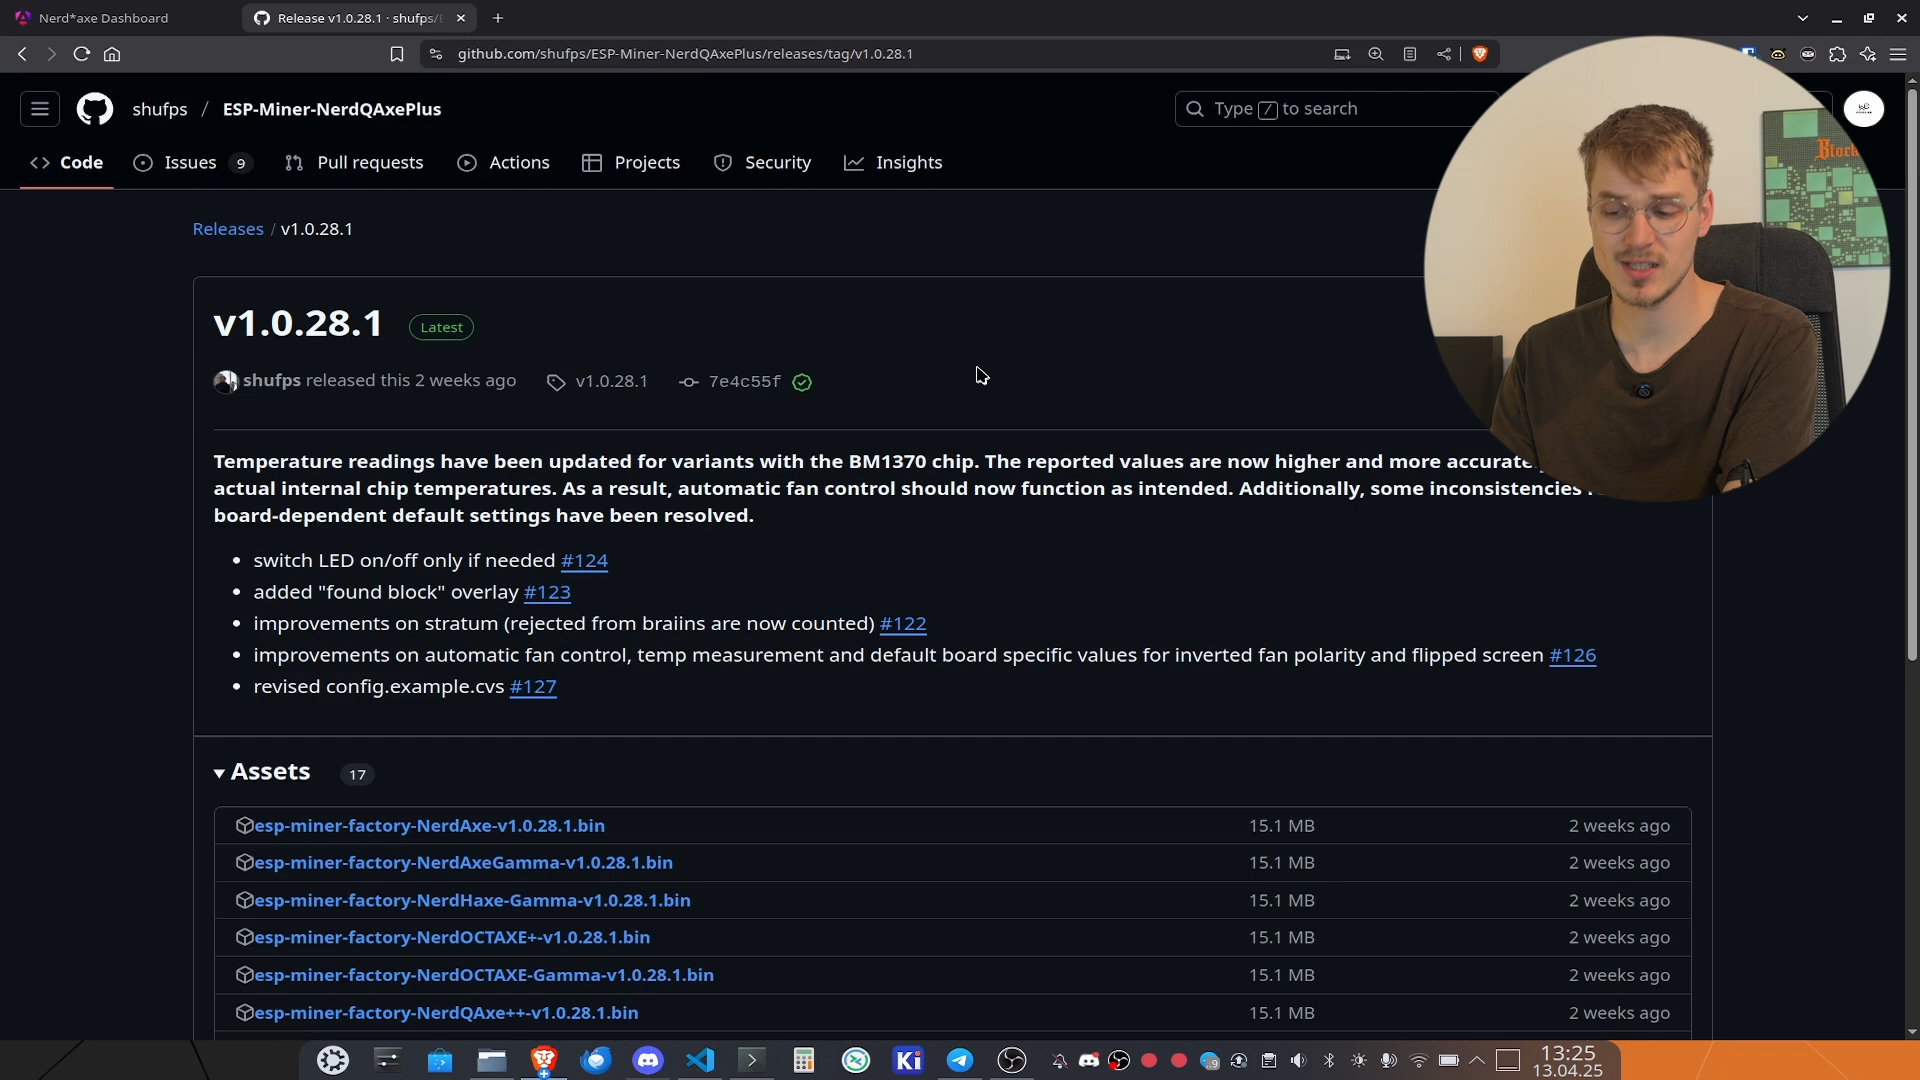 Nerd*axe Dashboard
Release v1.0.28.1 · shufps/E
github.com/shufps/ESP-Miner-NerdQAxePlus/releases/tag/v1.0.28.1
shufps / ESP-Miner-NerdQAxePlus
Type / to search
Code
Issues 9
Pull requests
Actions
Projects
Security
Insights
Releases / v1.0.28.1
v1.0.28.1
Latest
shufps released this 2 weeks ago
v1.0.28.1
7e4c55f
Temperature readings have been updated for variants with the BM1370 chip. The reported values are now higher and more accurate
actual internal chip temperatures. As a result, automatic fan control should now function as intended. Additionally, some inconsistencies
board-dependent default settings have been resolved.
• switch LED on/off only if needed #124
• added "found block" overlay #123
• improvements on stratum (rejected from braiins are now counted) #122
• improvements on automatic fan control, temp measurement and default board specific values for inverted fan polarity and flipped screen #126
• revised config.example.cvs #127
Assets 17
esp-miner-factory-NerdAxe-v1.0.28.1.bin 15.1 MB 2 weeks ago
esp-miner-factory-NerdAxeGamma-v1.0.28.1.bin 15.1 MB 2 weeks ago
esp-miner-factory-NerdHaxe-Gamma-v1.0.28.1.bin 15.1 MB 2 weeks ago
esp-miner-factory-NerdOCTAXE+-v1.0.28.1.bin 15.1 MB 2 weeks ago
esp-miner-factory-NerdOCTAXE-Gamma-v1.0.28.1.bin 15.1 MB 2 weeks ago
esp-miner-factory-NerdQAxe++-v1.0.28.1.bin 15.1 MB 2 weeks ago
Ki
13:25
13.04.25